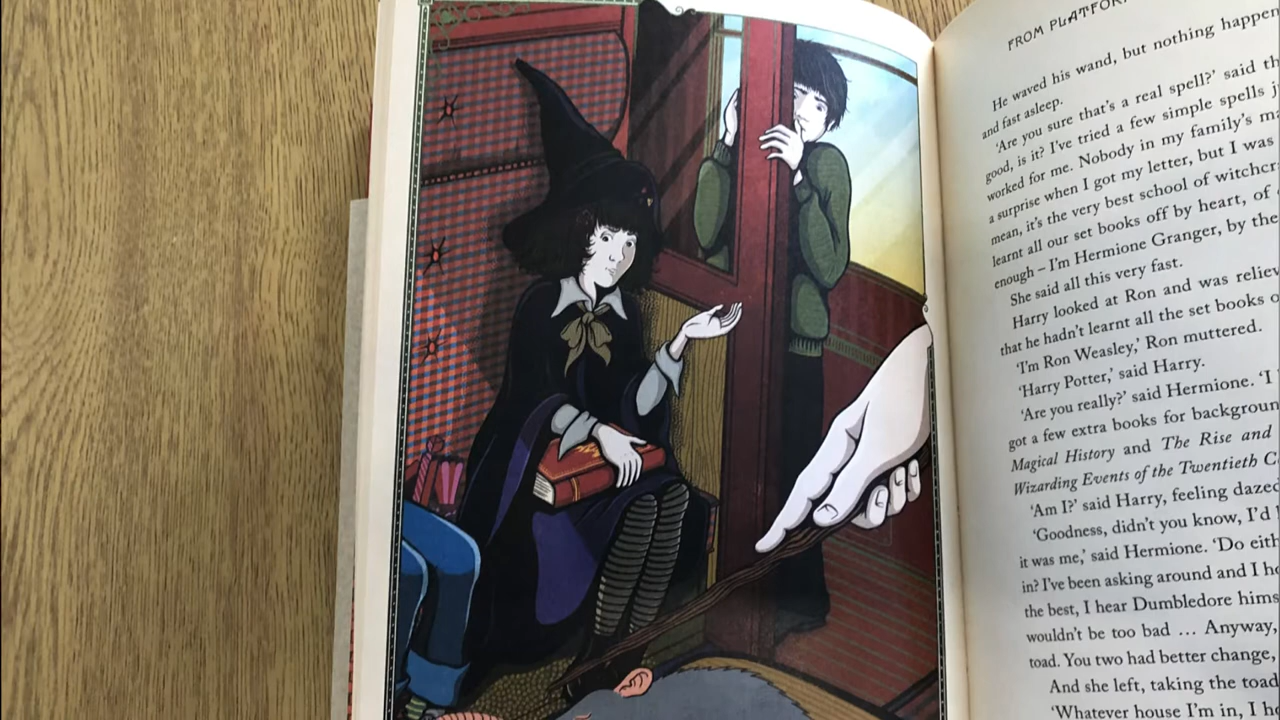 FROM PLATFOR
He waved his wand, but nothing happen
and fast asleep.
‘Are you sure that’s a real spell?’ said th
good, is it? I’ve tried a few simple spells j
worked for me. Nobody in my family’s ma
a surprise when I got my letter, but I was
mean, it’s the very best school of witchcr
learnt all our set books off by heart, of
enough – I’m Hermione Granger, by the
She said all this very fast.
Harry looked at Ron and was reliev
that he hadn’t learnt all the set books o
‘I’m Ron Weasley,’ Ron muttered.
‘Harry Potter,’ said Harry.
‘Are you really?’ said Hermione. ‘I
got a few extra books for backgroun
Magical History and The Rise and
Wizarding Events of the Twentieth C
‘Am I?’ said Harry, feeling dazed
‘Goodness, didn’t you know, I’d
it was me,’ said Hermione. ‘Do eith
in? I’ve been asking around and I ho
the best, I hear Dumbledore hims
wouldn’t be too bad … Anyway,
toad. You two had better change,
And she left, taking the toad
‘Whatever house I’m in, I ho